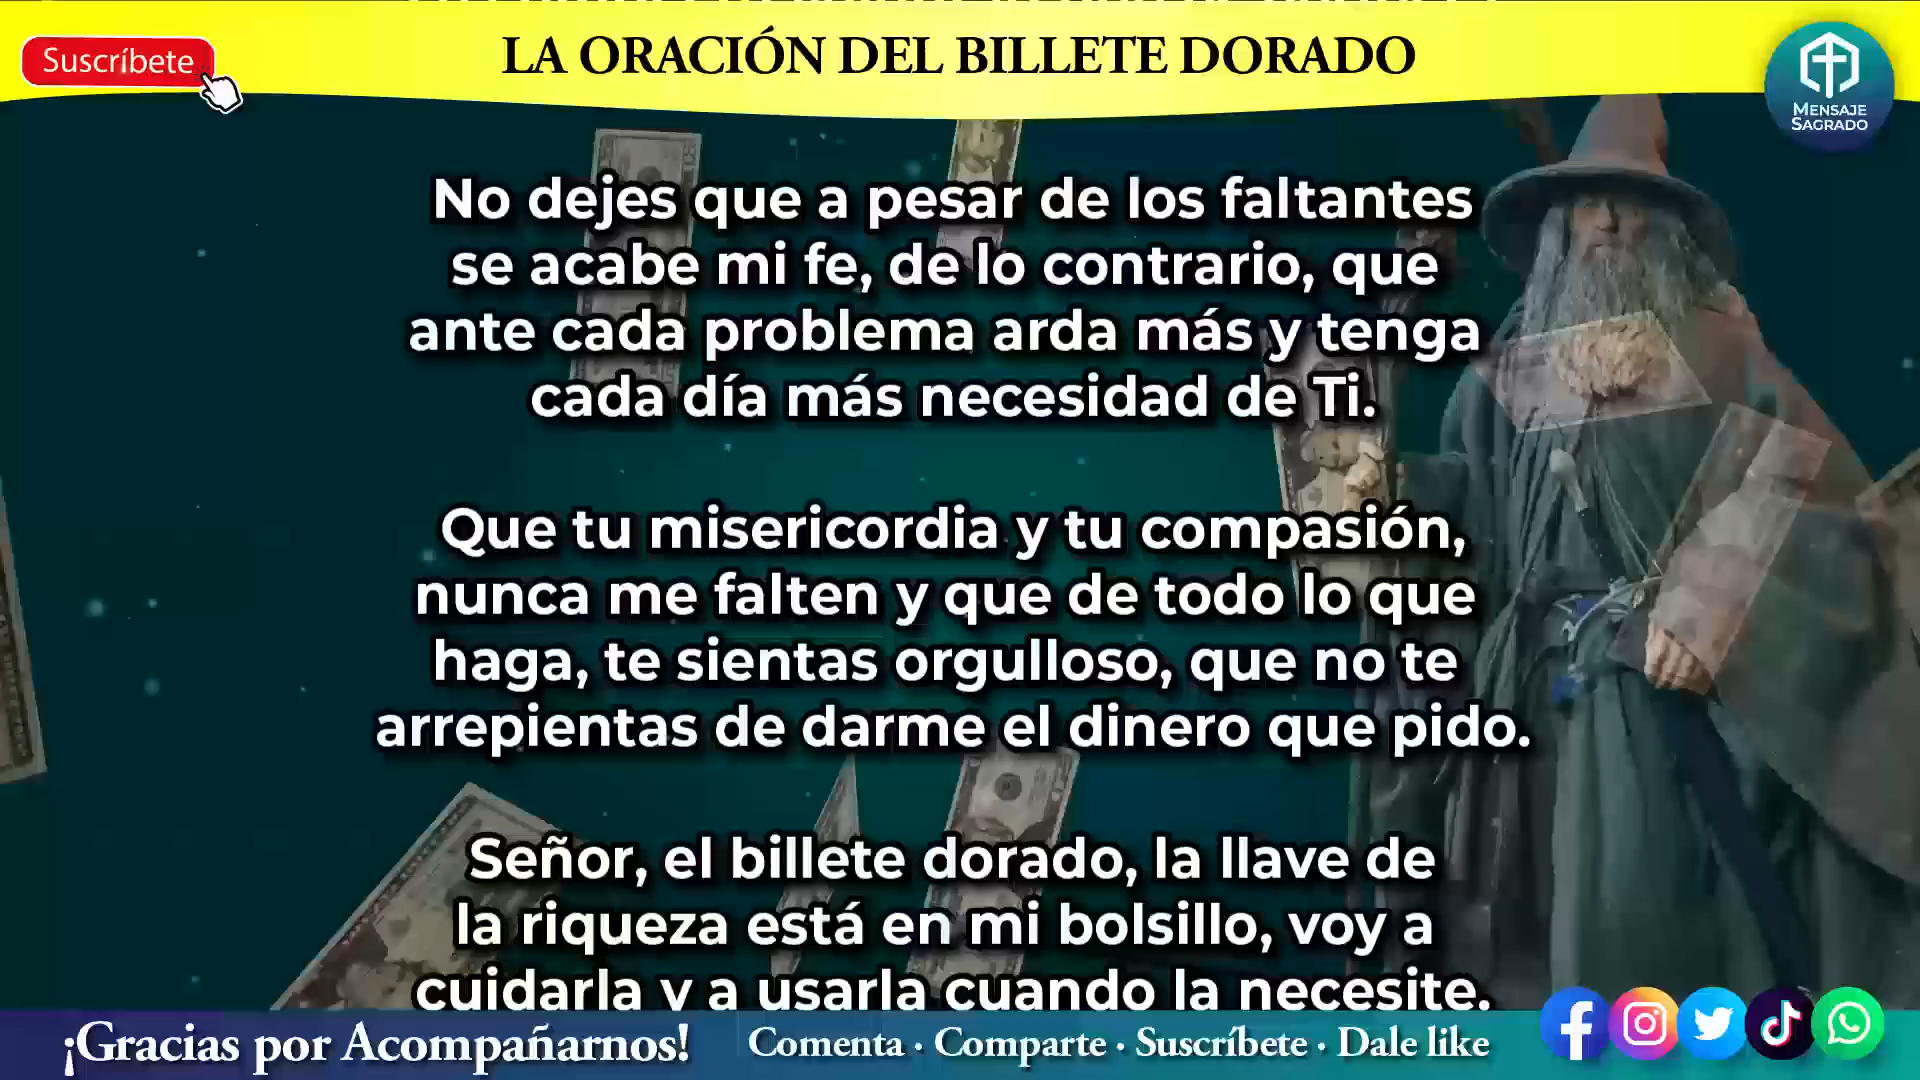 Suscríbete
LA ORACIÓN DEL BILLETE DORADO
MENSAJE
SAGRADO
No dejes que a pesar de los faltantes
se acabe mi fe, de lo contrario, que
ante cada problema arda más y tenga
cada día más necesidad de Ti.
Que tu misericordia y tu compasión,
nunca me falten y que de todo lo que
haga, te sientas orgulloso, que no te
arrepientas de darme el dinero que pido.
Señor, el billete dorado, la llave de
la riqueza está en mi bolsillo, voy a
cuidarla y a usarla cuando la necesite.
¡Gracias por Acompañarnos!
Comenta · Comparte · Suscríbete · Dale like